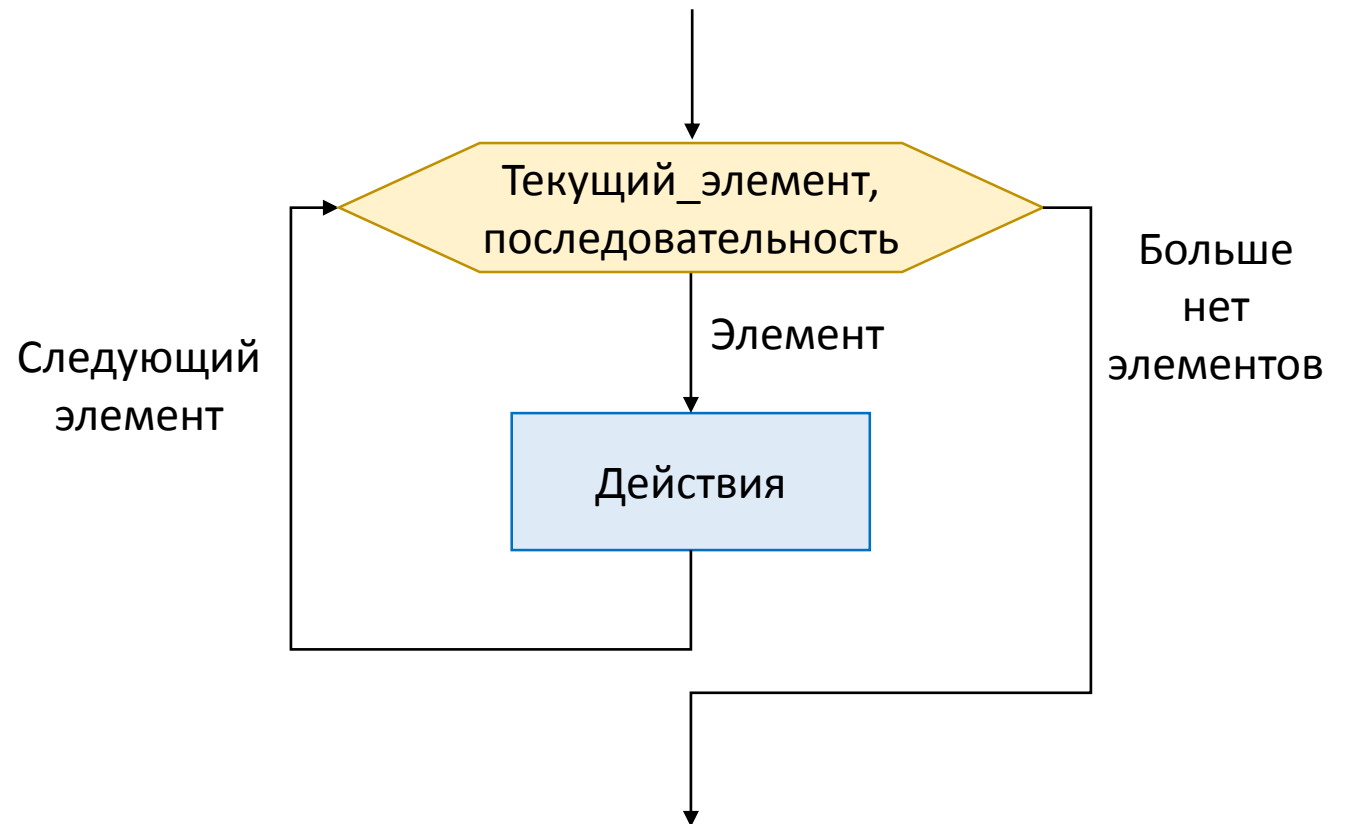 Текущий_элемент,
последовательность
Элемент
Следующий
элемент
Больше
нет
элементов
Действия